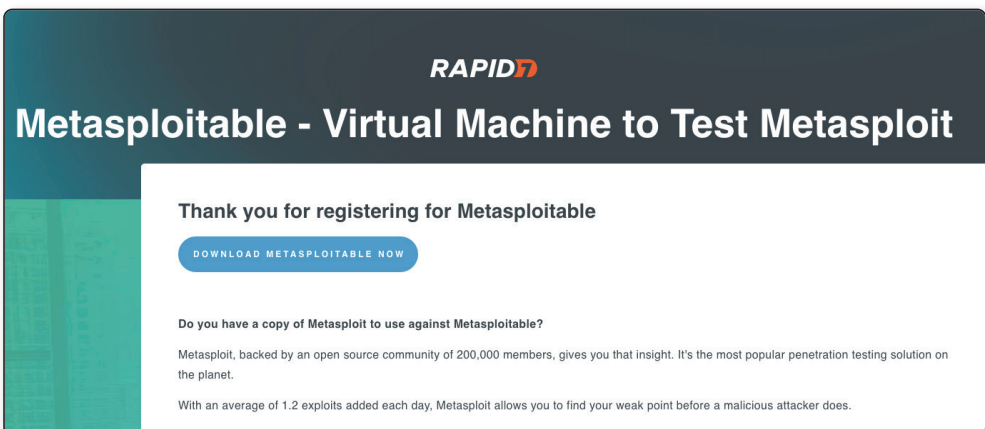 RAPID7
Metasploitable - Virtual Machine to Test Metasploit
Thank you for registering for Metasploitable
DOWNLOAD METASPLOITABLE NOW
Do you have a copy of Metasploit to use against Metasploitable?
Metasploit, backed by an open source community of 200,000 members, gives you that insight. It's the most popular penetration testing solution on
the planet.
With an average of 1.2 exploits added each day, Metasploit allows you to find your weak point before a malicious attacker does.